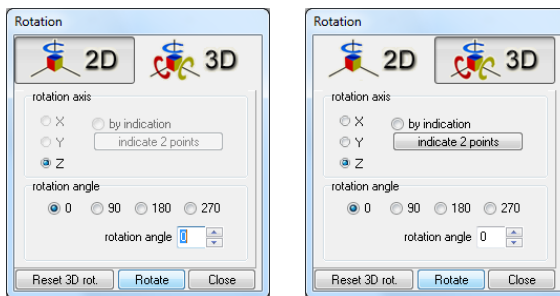 Rotation
2D 3D
rotation axis
X by indication
Y indicate 2 points
Z
rotation angle
0 90 180 270
rotation angle 0
Reset 3D rot. Rotate Close
Rotation
2D 3D
rotation axis
X by indication
Y indicate 2 points
Z
rotation angle
0 90 180 270
rotation angle 0
Reset 3D rot. Rotate Close